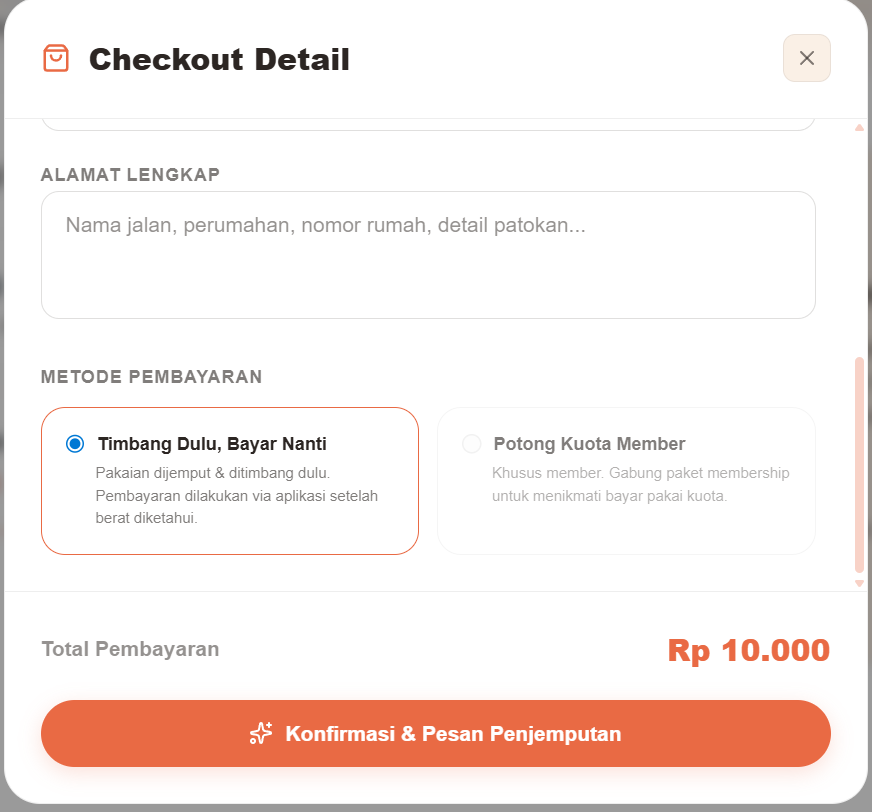 Checkout Detail
ALAMAT LENGKAP
Nama jalan, perumahan, nomor rumah, detail patokan...
METODE PEMBAYARAN
Timbang Dulu, Bayar Nanti
Pakaian dijemput & ditimbang dulu.
Pembayaran dilakukan via aplikasi setelah
berat diketahui.
Potong Kuota Member
Khusus member. Gabung paket membership
untuk menikmati bayar pakai kuota.
Total Pembayaran
Rp 10.000
Konfirmasi & Pesan Penjemputan